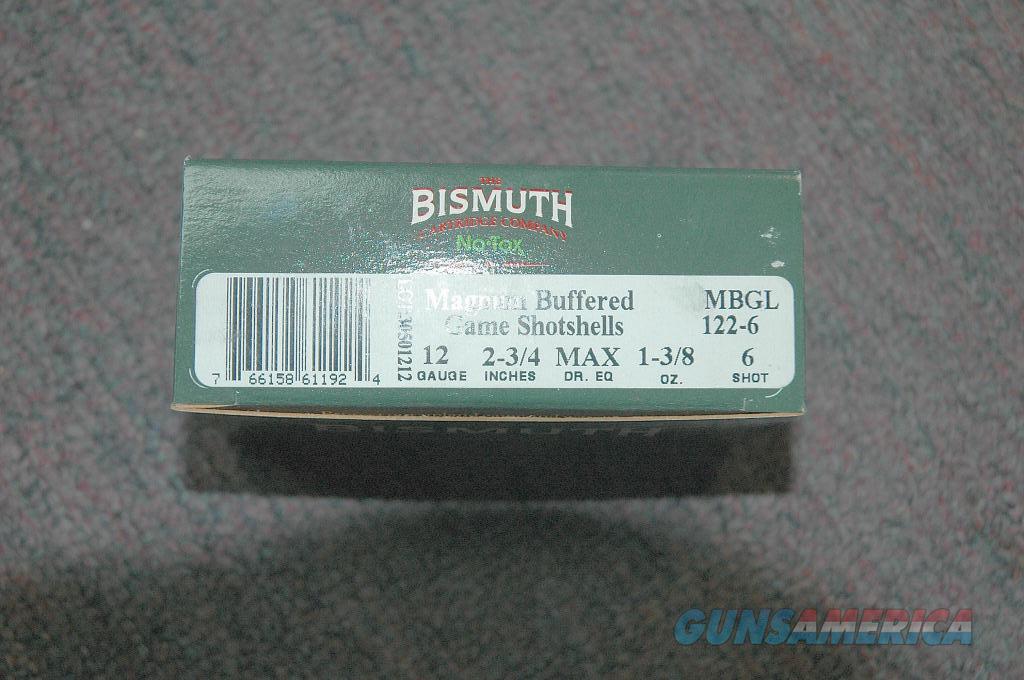 THE
BISMUTH
CARTRIDGE COMPANY
No•Tox
Magnum Buffered
Game Shotshells
MBGL
122-6
12 2-3/4 MAX 1-3/8 6
GAUGE INCHES DR. EQ OZ. SHOT
7 66158 61192 4
BISMUTH
GUNSAMERICA